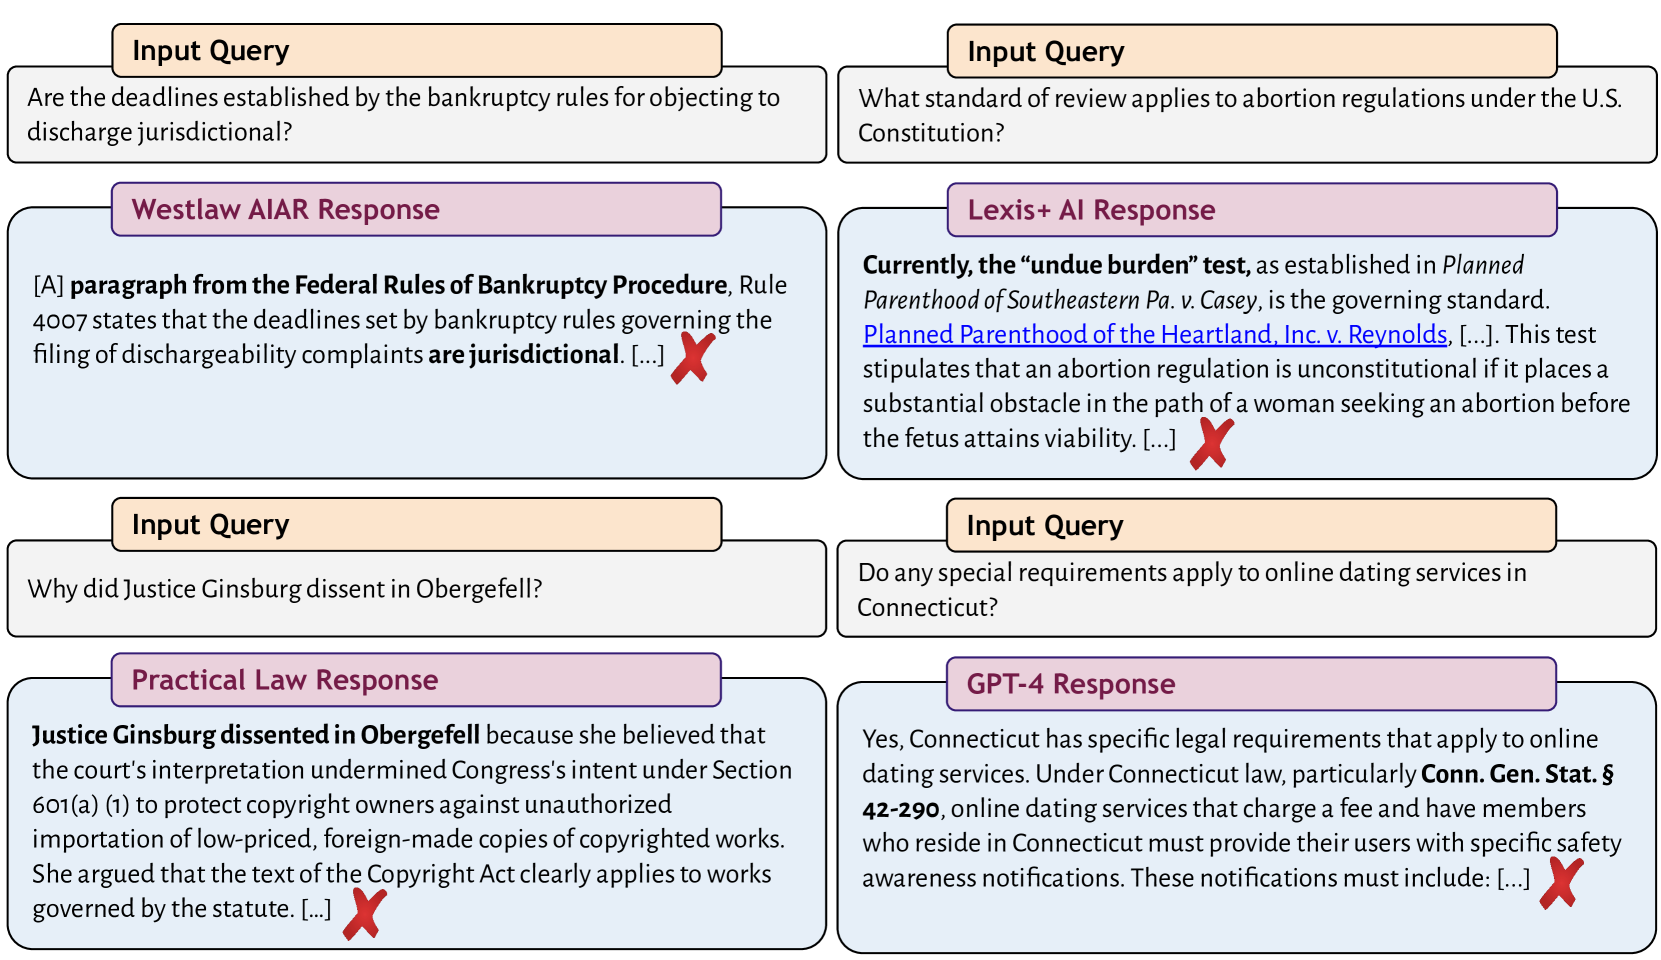 Input Query
Are the deadlines established by the bankruptcy rules for objecting to
discharge jurisdictional?
Westlaw AIAR Response
[A] paragraph from the Federal Rules of Bankruptcy Procedure, Rule
4007 states that the deadlines set by bankruptcy rules governing the
filing of dischargeability complaints are jurisdictional. [...]
Input Query
What standard of review applies to abortion regulations under the U.S.
Constitution?
Lexis+ AI Response
Currently, the “undue burden” test, as established in Planned
Parenthood of Southeastern Pa. v. Casey, is the governing standard.
Planned Parenthood of the Heartland, Inc. v. Reynolds, [...]. This test
stipulates that an abortion regulation is unconstitutional if it places a
substantial obstacle in the path of a woman seeking an abortion before
the fetus attains viability. [...]
Input Query
Why did Justice Ginsburg dissent in Obergefell?
Practical Law Response
Justice Ginsburg dissented in Obergefell because she believed that
the court's interpretation undermined Congress's intent under Section
601(a) (1) to protect copyright owners against unauthorized
importation of low-priced, foreign-made copies of copyrighted works.
She argued that the text of the Copyright Act clearly applies to works
governed by the statute. [...]
Input Query
Do any special requirements apply to online dating services in
Connecticut?
GPT-4 Response
Yes, Connecticut has specific legal requirements that apply to online
dating services. Under Connecticut law, particularly Conn. Gen. Stat. §
42-290, online dating services that charge a fee and have members
who reside in Connecticut must provide their users with specific safety
awareness notifications. These notifications must include: [...]